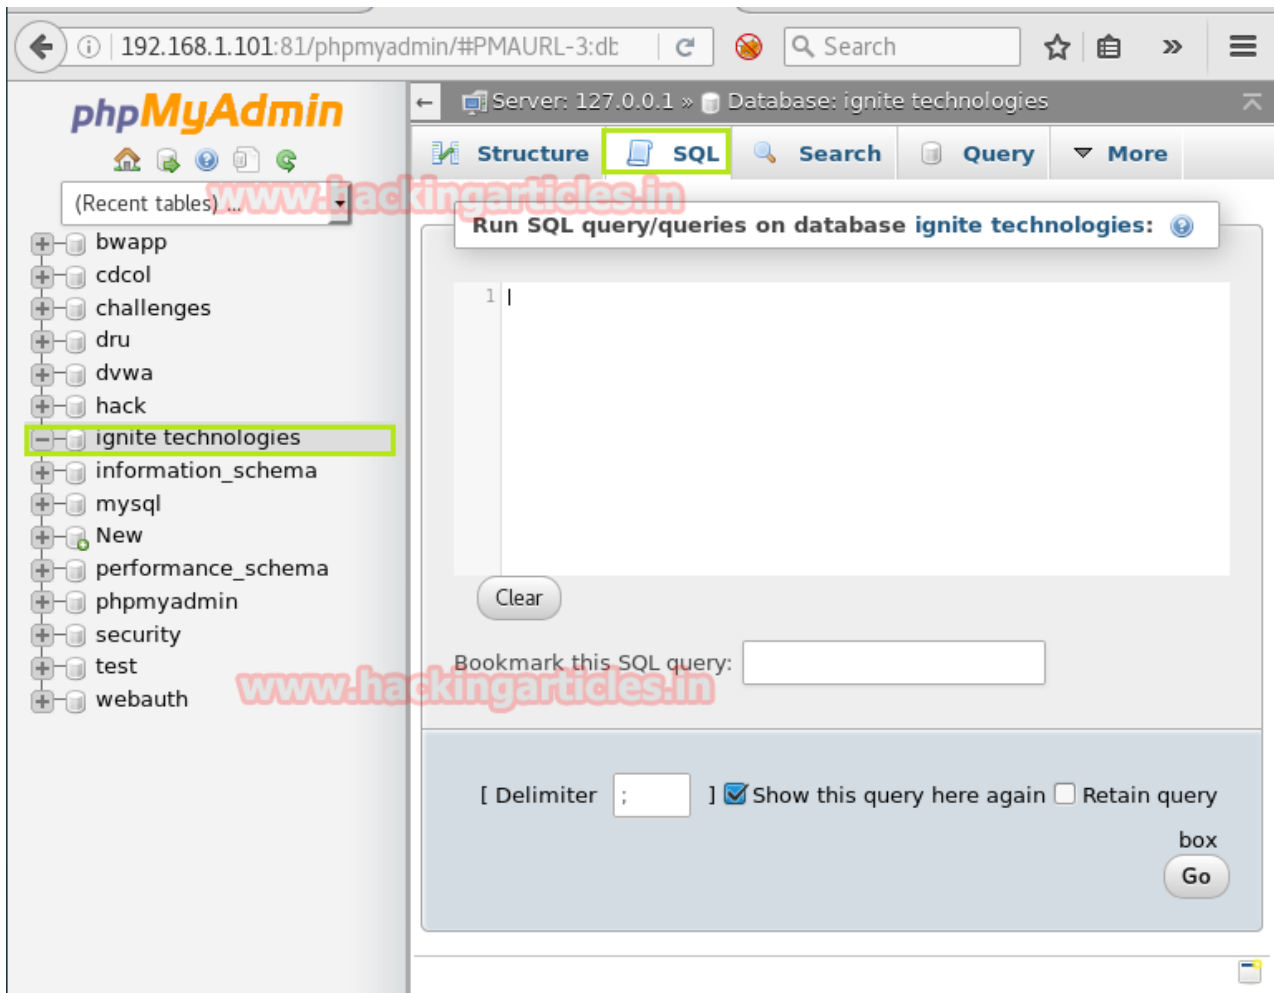 192.168.1.101:81/phpmyadmin/#PMAURL-3:db
Search
phpMyAdmin
(Recent tables) ...
bwapp
cdcol
challenges
dru
dvwa
hack
ignite technologies
information_schema
mysql
New
performance_schema
phpmyadmin
security
test
webauth
Server: 127.0.0.1 » Database: ignite technologies
Structure SQL Search Query More
www.hackingarticles.in
Run SQL query/queries on database ignite technologies:
1
Clear
Bookmark this SQL query:
www.hackingarticles.in
[ Delimiter ; ] Show this query here again Retain query
box
Go